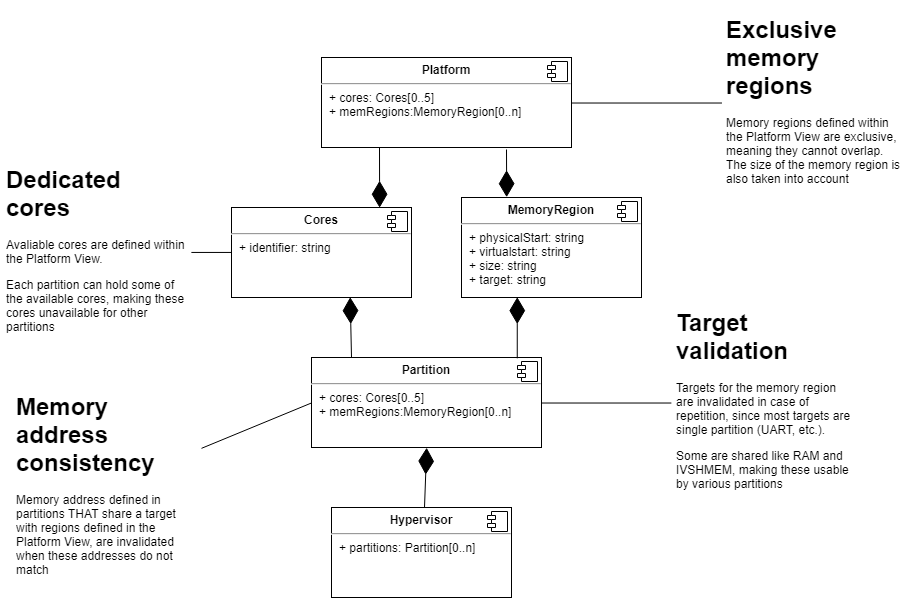 Exclusive
memory
regions
Platform
+ cores: Cores[0..5]
+ memRegions:MemoryRegion[0..n]
Memory regions defined within
the Platform View are exclusive,
meaning they cannot overlap.
The size of the memory region is
also taken into account
Dedicated
cores
Avaliable cores are defined within
the Platform View.
Each partition can hold some of
the available cores, making these
cores unavailable for other
partitions
Cores
+ identifier: string
MemoryRegion
+ physicalStart: string
+ virtualstart: string
+ size: string
+ target: string
Target
validation
Targets for the memory region
are invalidated in case of
repetition, since most targets are
single partition (UART, etc.).
Some are shared like RAM and
IVSHMEM, making these usable
by various partitions
Partition
+ cores: Cores[0..5]
+ memRegions:MemoryRegion[0..n]
Memory
address
consistency
Memory address defined in
partitions THAT share a target
with regions defined in the
Platform View, are invalidated
when these addresses do not
match
Hypervisor
+ partitions: Partition[0..n]